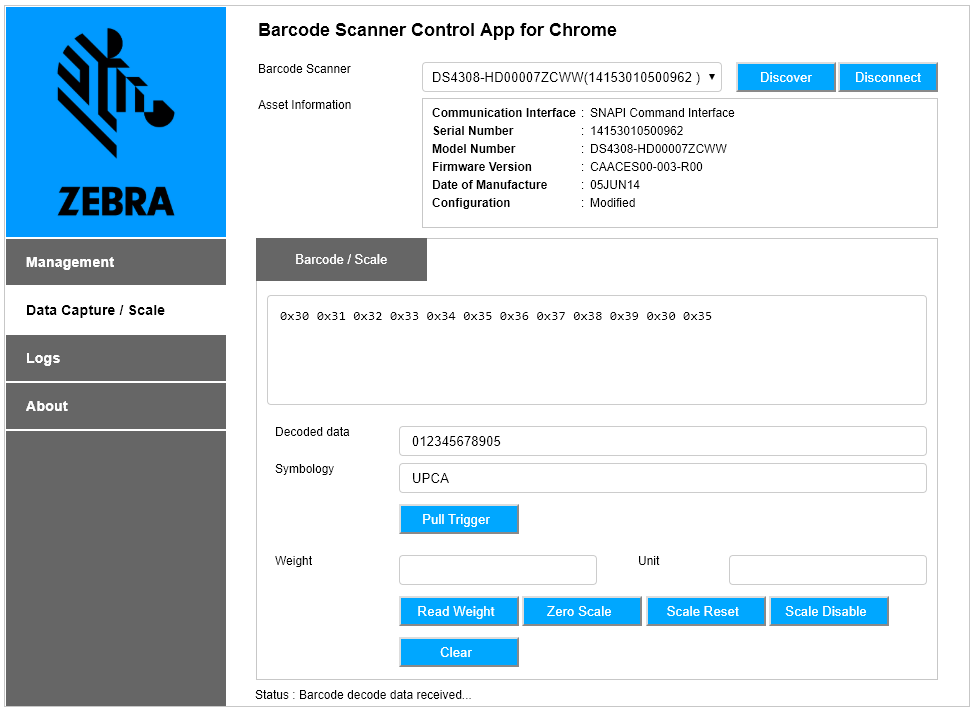 ZEBRA
Management
Data Capture / Scale
Logs
About
Barcode Scanner Control App for Chrome
Barcode Scanner DS4308-HD00007ZCWW(14153010500962 ) Discover Disconnect
Asset Information
Communication Interface : SNAPI Command Interface
Serial Number : 14153010500962
Model Number : DS4308-HD00007ZCWW
Firmware Version : CAACES00-003-R00
Date of Manufacture : 05JUN14
Configuration : Modified
Barcode / Scale
0x30 0x31 0x32 0x33 0x34 0x35 0x36 0x37 0x38 0x39 0x30 0x35
Decoded data 012345678905
Symbology UPCA
Pull Trigger
Weight Unit
Read Weight Zero Scale Scale Reset Scale Disable
Clear
Status : Barcode decode data received...